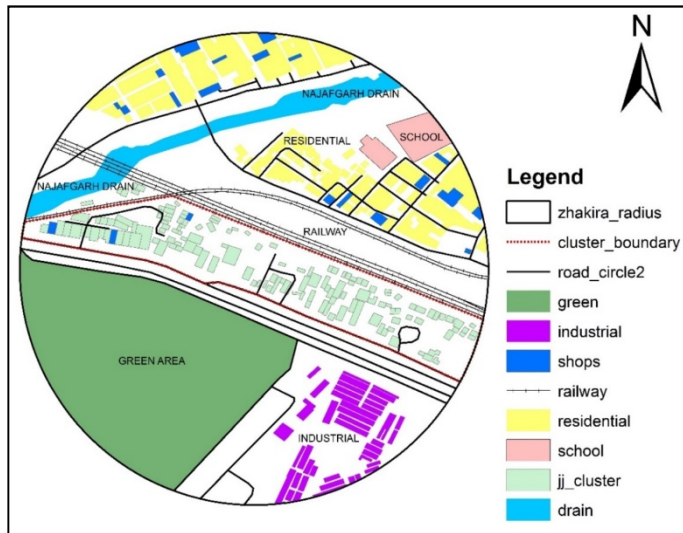 N
NAJAFGARH DRAIN
RESIDENTIAL
SCHOOL
NAJAFGARH DRAIN
RAILWAY
GREEN AREA
INDUSTRIAL
Legend
zhakira_radius
cluster_boundary
road_circle2
green
industrial
shops
railway
residential
school
jj_cluster
drain